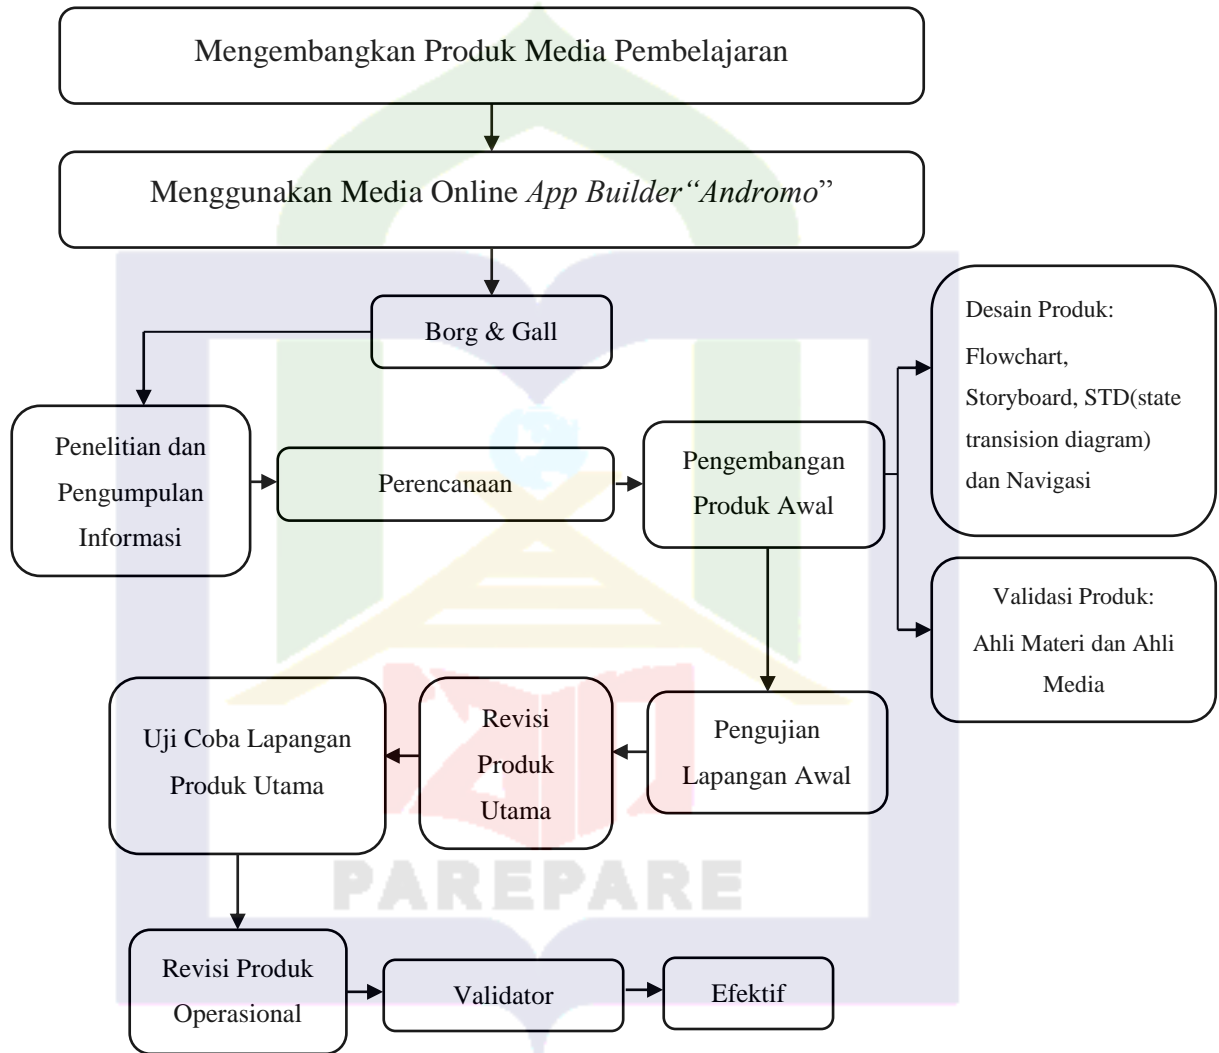 Mengembangkan Produk Media Pembelajaran
Menggunakan Media Online App Builder“Andromo”
Borg & Gall
Penelitian dan
Pengumpulan
Informasi
Perencanaan
Pengembangan
Produk Awal
Desain Produk:
Flowchart,
Storyboard, STD(state
transision diagram)
dan Navigasi
Validasi Produk:
Ahli Materi dan Ahli
Media
Pengujian
Lapangan Awal
Revisi
Produk
Utama
Uji Coba Lapangan
Produk Utama
Revisi Produk
Operasional
Validator
Efektif
PAREPARE